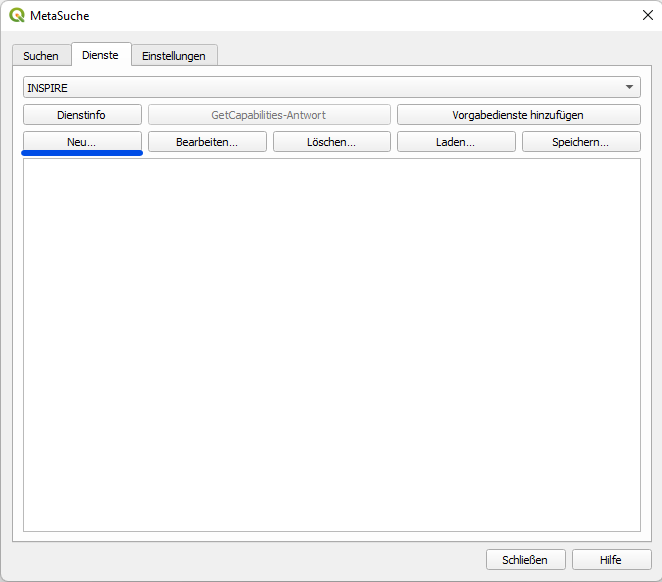 MetaSuche
Suchen Dienste Einstellungen
INSPIRE
Dienstinfo GetCapabilities-Antwort Vorgabedienste hinzufügen
Neu... Bearbeiten... Löschen... Laden... Speichern...
Schließen Hilfe